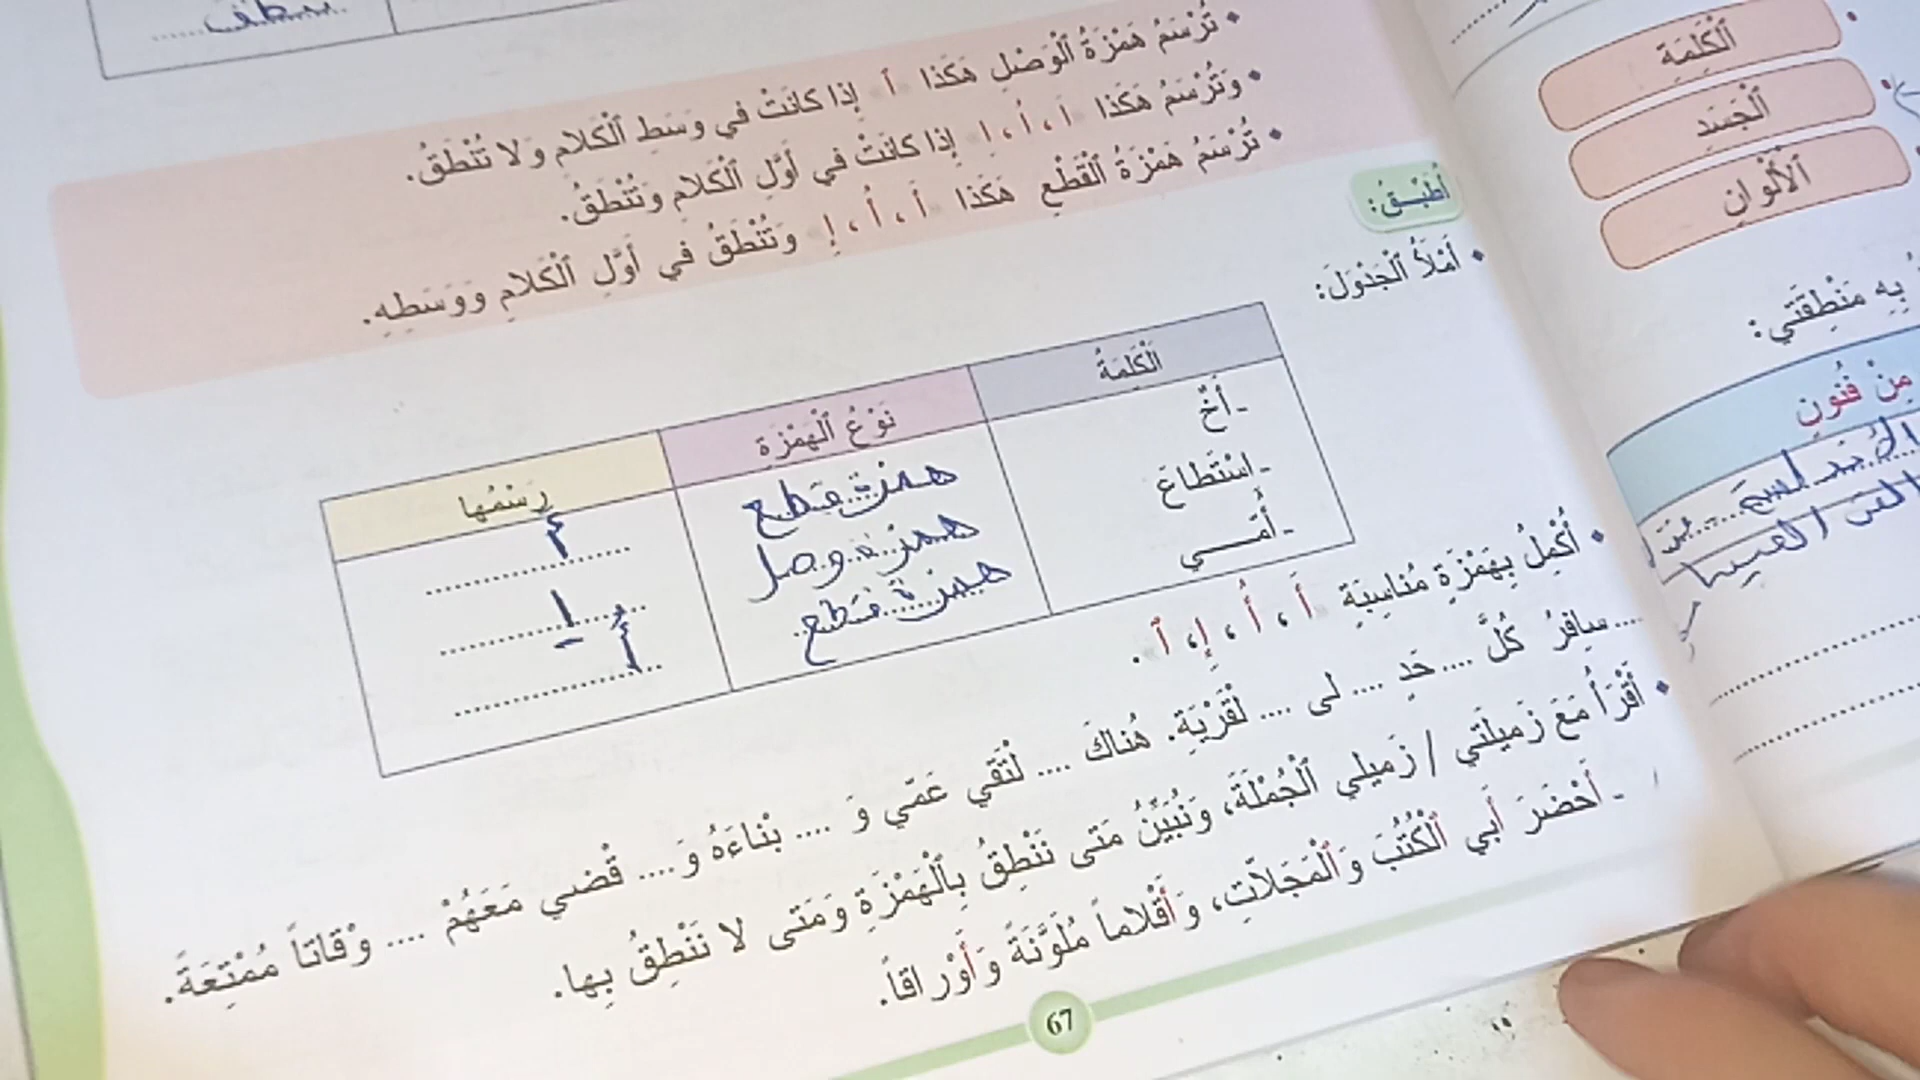 تُرْسَمُ هَمْزَةُ ٱلْوَصْلِ هَكَذا ٱ إِذا كانَتْ في وَسَطِ ٱلْكَلامِ وَلا تُنْطَقُ.
وَتُرْسَمُ هَكَذا اَ ، اُ ، اِ إِذا كانَتْ في أَوَّلِ ٱلْكَلامِ وَتُنْطَقُ.
تُرْسَمُ هَمْزَةُ ٱلْقَطْعِ هَكَذا أَ ، أُ ، إِ وَتُنْطَقُ في أَوَّلِ ٱلْكَلامِ وَوَسَطِهِ.
أُطَبِّقُ:
أَمْلَأُ ٱلْجَدْوَلَ:
اَلْكَلِمَةُ نَوْعُ ٱلْهَمْزَةِ رَسْمُها
- أَخٌ همزة قطع أ
- اسْتَطاعَ همزة وصل اِ
- أُمّـــي همزة قطع أُ
أُكْمِلُ بِهَمْزَةٍ مُناسِبَةٍ أَ ، أُ ، إِ، ٱ .
.... سافِرُ كُلَّ .... حَدٍ .... لى .... لْقَرْيَةِ. هُناكَ .... لْتَقي عَمّي وَ .... بْناءَهُ وَ.... قْضي مَعَهُمْ .... وْقاتاً مُمْتِعَةً.
أَقْرَأُ مَعَ زَميلَتي / زَميلي ٱلْجُمْلَةَ، وَنُبَيِّنُ مَتى نَنْطِقُ بِٱلْهَمْزَةِ وَمَتى لا نَنْطِقُ بِها.
- أَحْضَرَ أَبي ٱلْكُتُبَ وَٱلْمَجَلّاتِ، وَأَقْلاماً مُلَوَّنَةً وَأَوْراقاً.
67
ٱلْكَلِمَةِ
ٱلْجَسَدِ
ٱلْأَلْوانِ
بِهِ مَنْطِقَتي:
مِنْ فُنُونِ